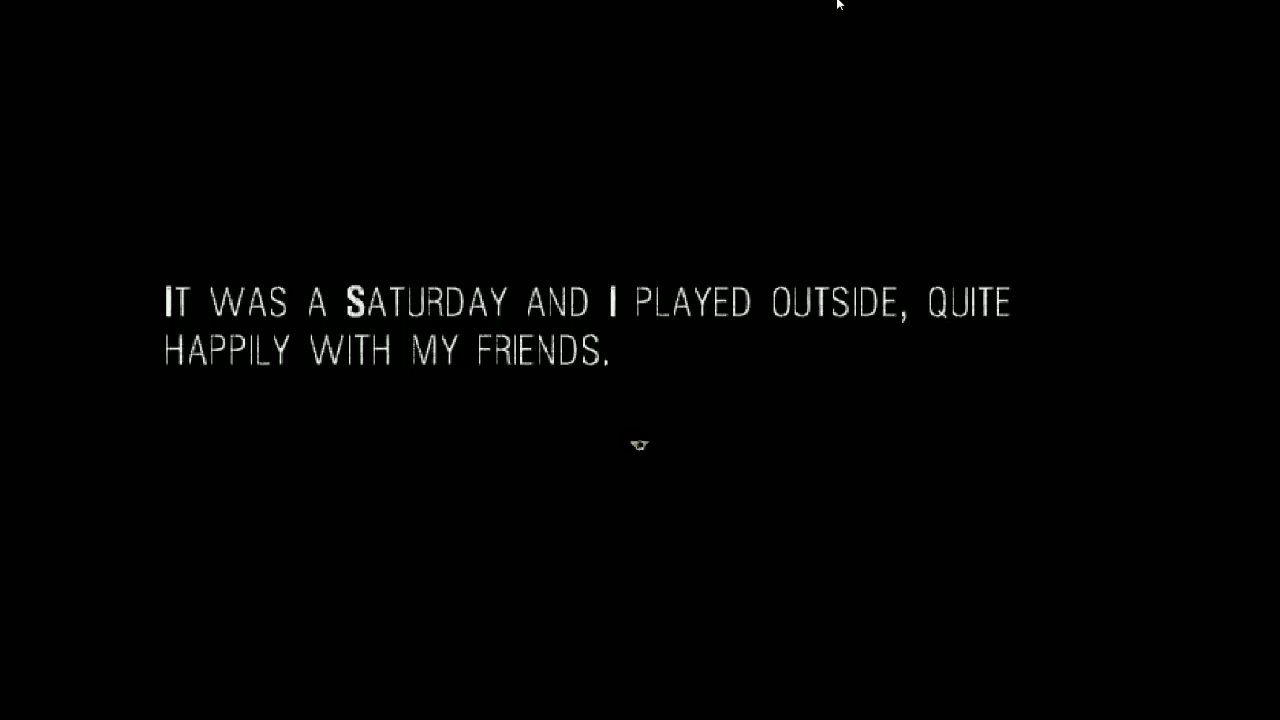 It was a Saturday and I played outside, quite
happily with my friends.